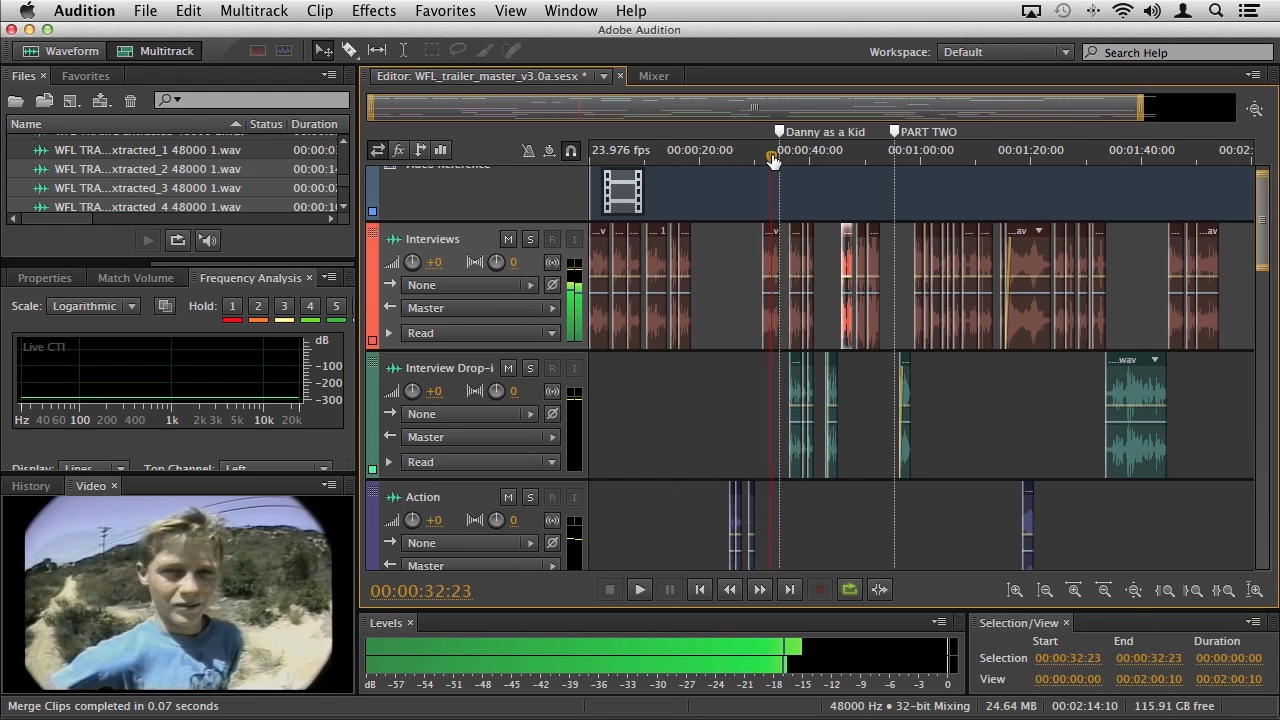 Audition File Edit Multitrack Clip Effects Favorites View Window Help
Adobe Audition
Waveform Multitrack Workspace: Default Search Help
Files × Favorites
Editor: WFL_trailer_master_v3.0a.sesx * × Mixer
Name Status Duration
WFL TRA...xtracted_1 48000 1.wav 00:00:0
WFL TRA...xtracted_2 48000 1.wav 00:00:1
WFL TRA...xtracted_3 48000 1.wav 00:00:0
WFL TRA...xtracted_4 48000 1.wav 00:00:10
Danny as a Kid PART TWO
23.976 fps 00:00:20:00 00:00:40:00 00:01:00:00 00:01:20:00 00:01:40:00 00:02:
Properties Match Volume Frequency Analysis ×
Scale: Logarithmic Hold: 1 2 3 4 5
Live CTI
dB
-100
-200
-300
Hz 40 60 100 200 400 1k 2k 3k 6k 10k 20k
Display: Lines Top Channel: Left
History Video ×
Interviews M S R I
+0 0
None
Master
Read
...v 1 ...v ...av ...av
Interview Drop-i M S R I
+0 0
None
Master
Read
... ... ... ....wav
Action M S R I
+0 0
None
Master
...
00:00:32:23
Levels ×
dB -57 -54 -51 -48 -45 -42 -39 -36 -33 -30 -27 -24 -21 -18 -15 -12 -9 -6 -3 0
Selection/View ×
Start End Duration
Selection 00:00:32:23 00:00:32:23 00:00:00:00
View 00:00:00:00 00:02:00:10 00:02:00:10
Merge Clips completed in 0.07 seconds
48000 Hz • 32-bit Mixing 24.64 MB 00:02:14:10 115.91 GB free